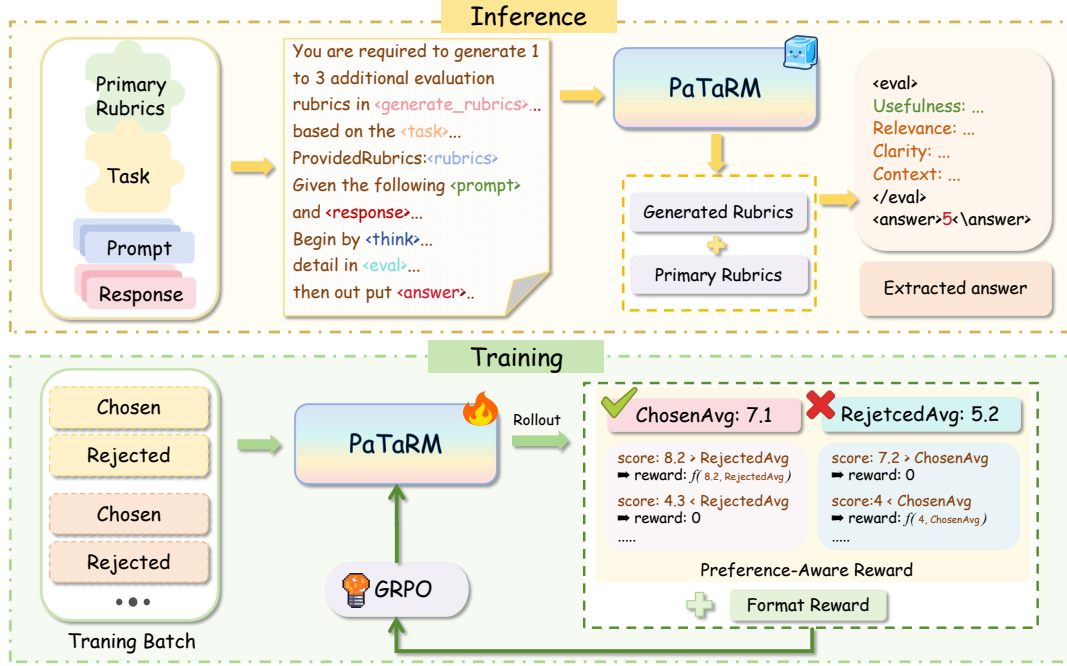 Inference
Primary
Rubrics
Task
Prompt
Response
You are required to generate 1
to 3 additional evaluation
rubrics in <generate_rubrics>...
based on the <task>...
ProvidedRubrics:<rubrics>
Given the following <prompt>
and <response>...
Begin by <think>...
detail in <eval>...
then out put <answer>..
PaTaRM
Generated Rubrics
Primary Rubrics
<eval>
Usefulness: ...
Relevance: ...
Clarity: ...
Context: ...
</eval>
<answer>5<\answer>
Extracted answer
Training
Chosen
Rejected
Chosen
Rejected
Traning Batch
PaTaRM
GRPO
Rollout
ChosenAvg: 7.1
score: 8.2 > RejectedAvg
➡ reward: f( 8.2, RejectedAvg )
score: 4.3 < RejectedAvg
➡ reward: 0
.....
RejetcedAvg: 5.2
score: 7.2 > ChosenAvg
➡ reward: 0
score:4 < ChosenAvg
➡ reward: f( 4, ChosenAvg )
.....
Preference-Aware Reward
Format Reward